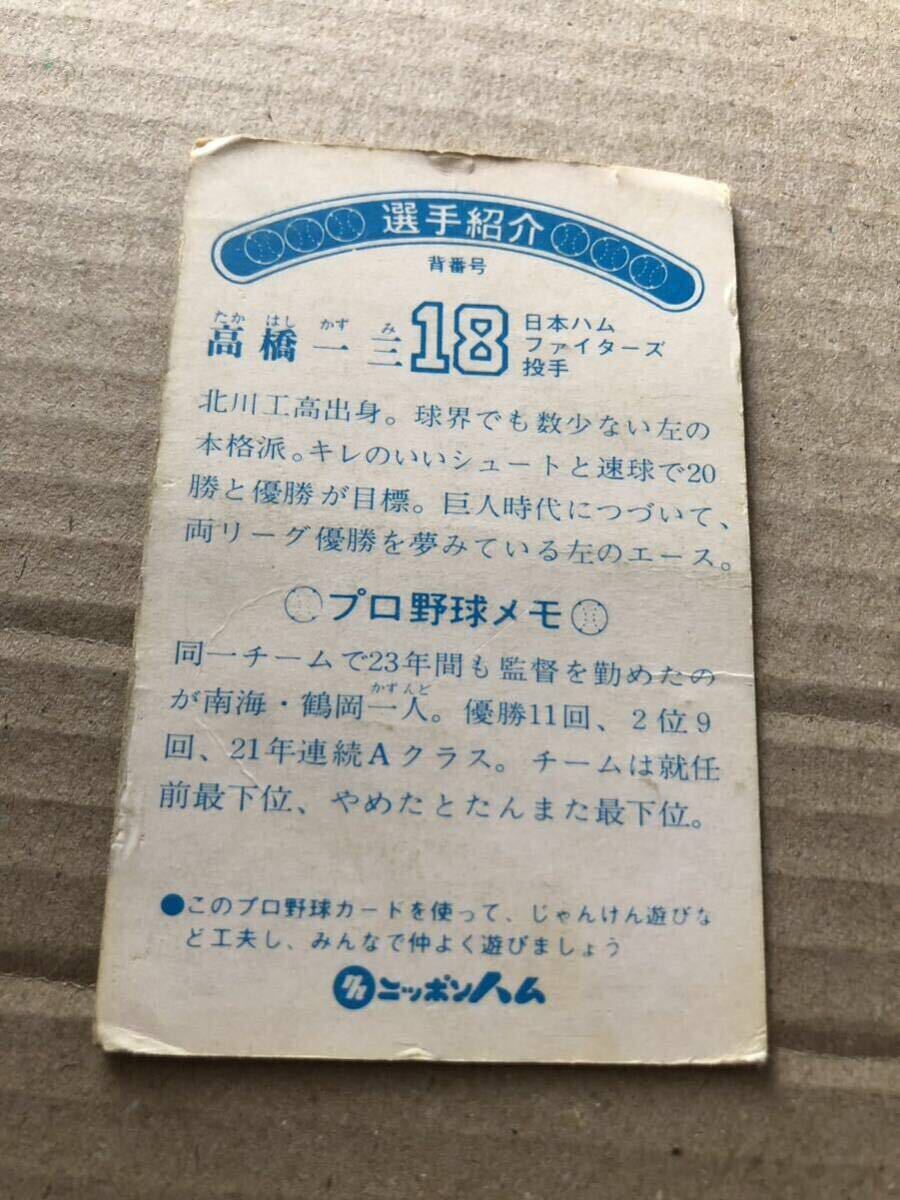 選手紹介
背番号
たか はし かず み
高橋一三 18 日本ハム
ファイターズ
投手
北川工高出身。球界でも数少ない左の
本格派。キレのいいシュートと速球で20
勝と優勝が目標。巨人時代につづいて、
両リーグ優勝を夢みている左のエース。
プロ野球メモ
同一チームで23年間も監督を勤めたの
かずんど
が南海・鶴岡一人。優勝11回、2位9
回、21年連続Aクラス。チームは就任
前最下位、やめたとたんまた最下位。
●このプロ野球カードを使って、じゃんけん遊びな
ど工夫し、みんなで仲よく遊びましょう
ニッポンハム